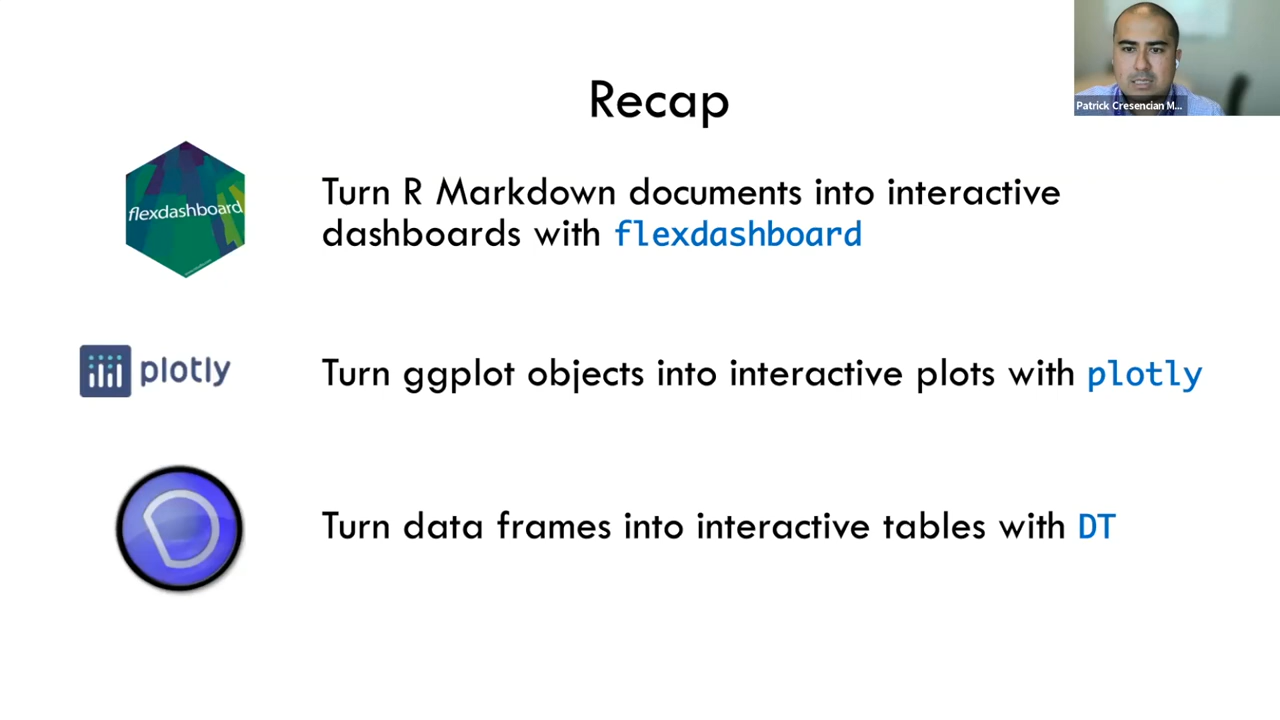 Patrick Cresencian M...
Recap
flexdashboard
Turn R Markdown documents into interactive
dashboards with flexdashboard
plotly
Turn ggplot objects into interactive plots with plotly
D
Turn data frames into interactive tables with DT